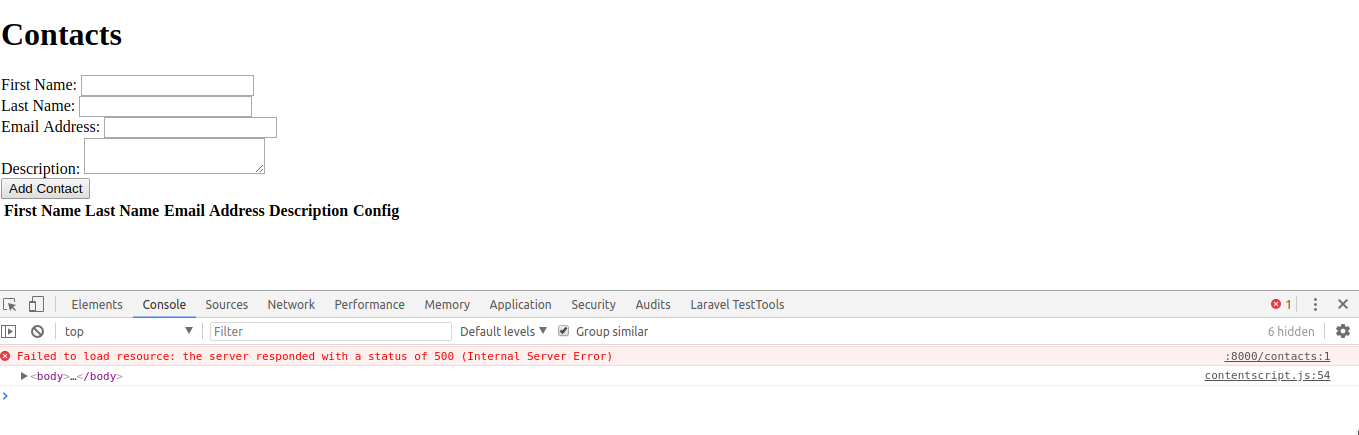 Contacts
First Name:
Last Name:
Email Address:
Description:
Add Contact
First Name Last Name Email Address Description Config
Elements Console Sources Network Performance Memory Application Security Audits Laravel TestTools 1
top Filter Default levels Group similar 6 hidden
Failed to load resource: the server responded with a status of 500 (Internal Server Error) :8000/contacts:1
<body>…</body> contentscript.js:54